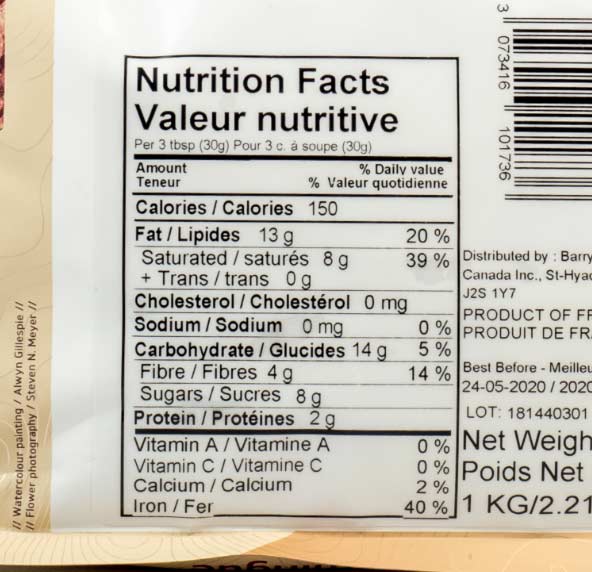 Nutrition Facts
Valeur nutritive
Per 3 tbsp (30g) Pour 3 c. à soupe (30g)
Amount % Daily value
Teneur % Valeur quotidienne
Calories / Calories 150
Fat / Lipides 13 g 20 %
Saturated / saturés 8 g 39 %
+ Trans / trans 0 g
Cholesterol / Cholestérol 0 mg
Sodium / Sodium 0 mg 0 %
Carbohydrate / Glucides 14 g 5 %
Fibre / Fibres 4 g 14 %
Sugars / Sucres 8 g
Protein / Protéines 2 g
Vitamin A / Vitamine A 0 %
Vitamin C / Vitamine C 0 %
Calcium / Calcium 2 %
Iron / Fer 40 %
3 073416 101736
Distributed by : Barry
Canada Inc., St-Hyac
J2S 1Y7
PRODUCT OF FR
PRODUIT DE FR
Best Before - Meilleu
24-05-2020 / 2020
LOT: 181440301
Net Weigh
Poids Net
1 KG/2.21
// Watercolour painting / Alwyn Gillespie //
// Flower photography / Steven N. Meyer //